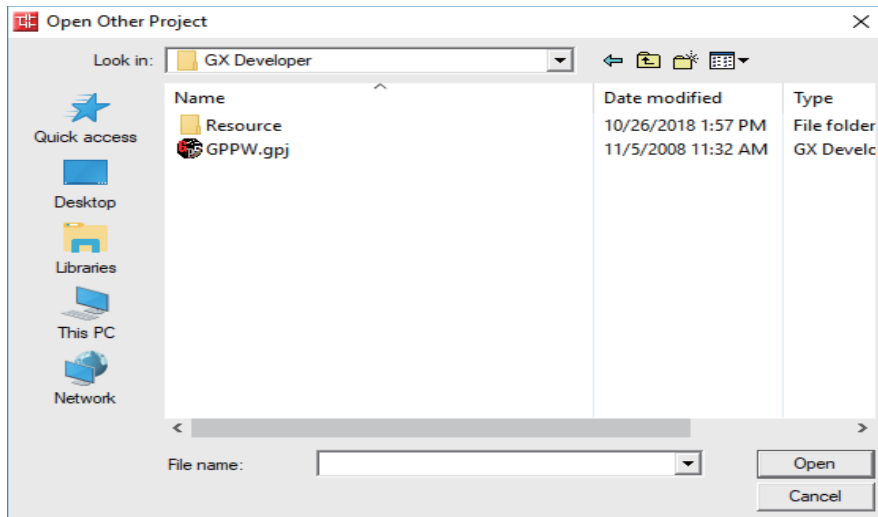 Open Other Project
Look in: GX Developer
Name Date modified Type
Resource 10/26/2018 1:57 PM File folder
GPPW.gpj 11/5/2008 11:32 AM GX Develc
Quick access
Desktop
Libraries
This PC
Network
File name: Open
Cancel